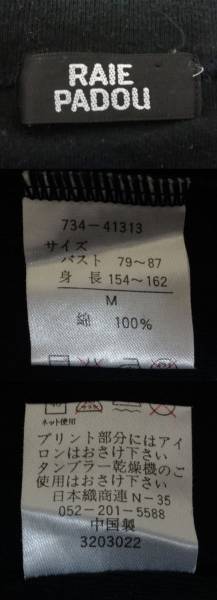 RAIE
PADOU
734-41313
サイズ
バスト 79～87
身長 154～162
M
綿 100%
ネット使用
プリント部分にはアイ
ロンはおさけ下さい
タンブラー乾燥機のご
使用はおさけ下さい
日本織商連 N-35
052-201-5588
中国製
3203022